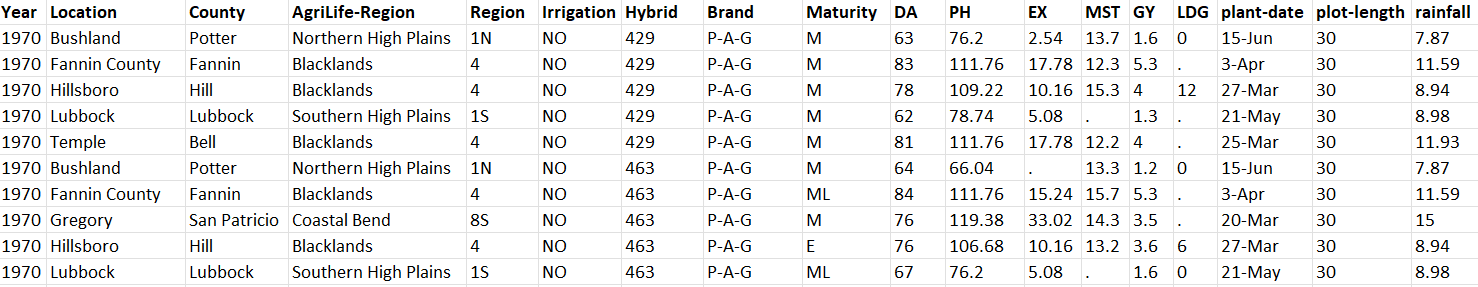 Year Location County AgriLife-Region Region Irrigation Hybrid Brand Maturity DA PH EX MST GY LDG plant-date plot-length rainfall
1970 Bushland Potter Northern High Plains 1N NO 429 P-A-G M 63 76.2 2.54 13.7 1.6 0 15-Jun 30 7.87
1970 Fannin County Fannin Blacklands 4 NO 429 P-A-G M 83 111.76 17.78 12.3 5.3 . 3-Apr 30 11.59
1970 Hillsboro Hill Blacklands 4 NO 429 P-A-G M 78 109.22 10.16 15.3 4 12 27-Mar 30 8.94
1970 Lubbock Lubbock Southern High Plains 1S NO 429 P-A-G M 62 78.74 5.08 . 1.3 . 21-May 30 8.98
1970 Temple Bell Blacklands 4 NO 429 P-A-G M 81 111.76 17.78 12.2 4 . 25-Mar 30 11.93
1970 Bushland Potter Northern High Plains 1N NO 463 P-A-G M 64 66.04 . 13.3 1.2 0 15-Jun 30 7.87
1970 Fannin County Fannin Blacklands 4 NO 463 P-A-G ML 84 111.76 15.24 15.7 5.3 . 3-Apr 30 11.59
1970 Gregory San Patricio Coastal Bend 8S NO 463 P-A-G M 76 119.38 33.02 14.3 3.5 . 20-Mar 30 15
1970 Hillsboro Hill Blacklands 4 NO 463 P-A-G E 76 106.68 10.16 13.2 3.6 6 27-Mar 30 8.94
1970 Lubbock Lubbock Southern High Plains 1S NO 463 P-A-G ML 67 76.2 5.08 . 1.6 0 21-May 30 8.98